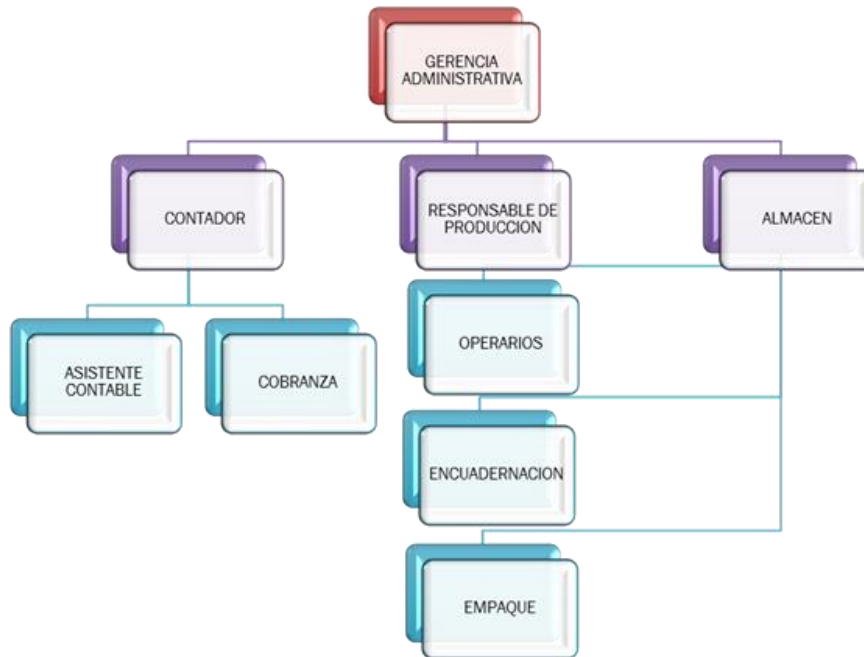 GERENCIA
ADMINISTRATIVA
CONTADOR
RESPONSABLE DE
PRODUCCION
ALMACEN
ASISTENTE
CONTABLE
COBRANZA
OPERARIOS
ENCUADERNACION
EMPAQUE